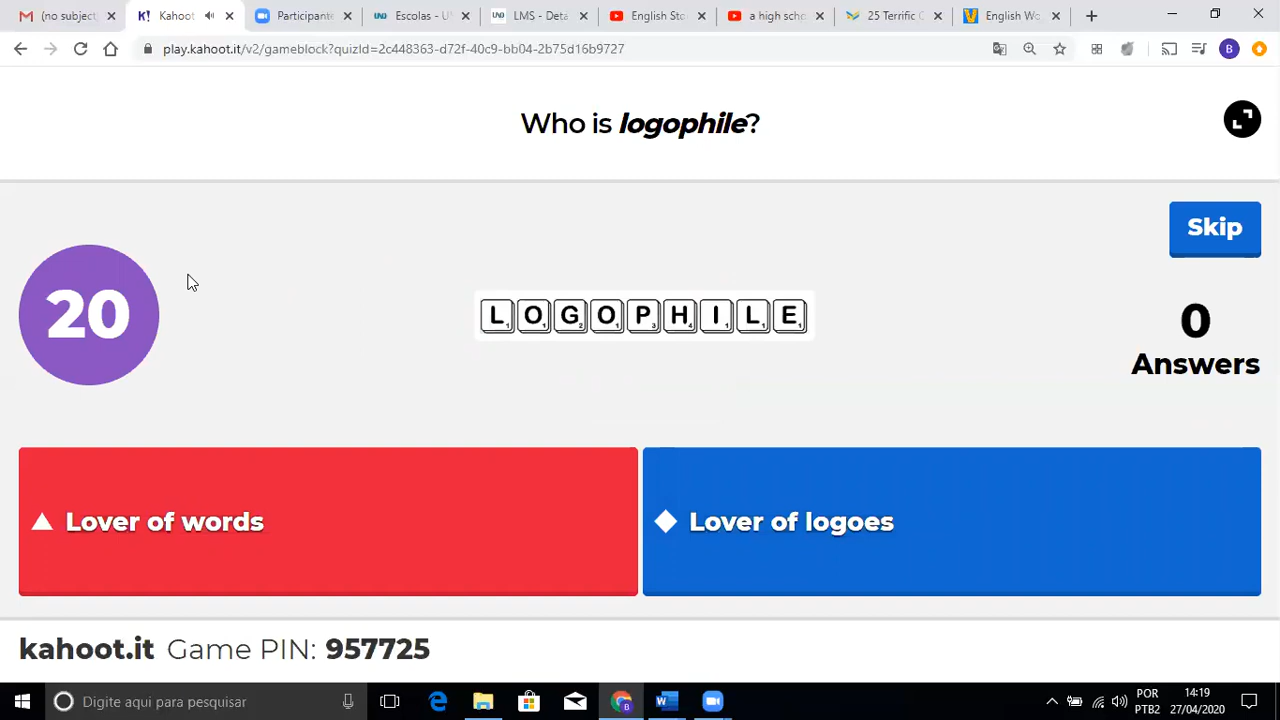 (no subject)
Kahoot
Participante
Escolas - U
LMS - Deta
English Sto
a high scho
25 Terrific C
English Wo
play.kahoot.it/v2/gameblock?quizId=2c448363-d72f-40c9-bb04-2b75d16b9727
B
Who is logophile?
Skip
20
LOGOPHILE
0
Answers
Lover of words
Lover of logoes
kahoot.it Game PIN: 957725
Digite aqui para pesquisar
POR
PTB2
14:19
27/04/2020